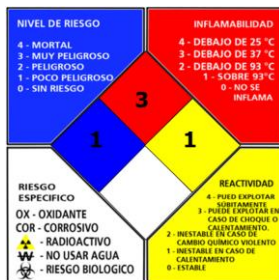 NIVEL DE RIESGO
4 - MORTAL
3 - MUY PELIGROSO
2 - PELIGROSO
1 - POCO PELIGROSO
0 - SIN RIESGO
INFLAMABILIDAD
4 - DEBAJO DE 25 °C
3 - DEBAJO DE 37 °C
2 - DEBAJO DE 93 °C
1 - SOBRE 93°C
0 - NO SE
INFLAMA
3
1
1
RIESGO
ESPECIFICO
OX - OXIDANTE
COR - CORROSIVO
- RADIOACTIVO
W - NO USAR AGUA
- RIESGO BIOLOGICO
REACTIVIDAD
4 - PUED EXPLOTAR
SÚBITAMENTE
3 - PUEDE EXPLOTAR EN
CASO DE CHOQUE O
CALENTAMIENTO.
2 - INESTABLE EN CASO DE
CAMBIO QUÍMICO VIOLENTO
1 - INESTABLE EN CASO DE
CALENTAMIENTO
0 - ESTABLE